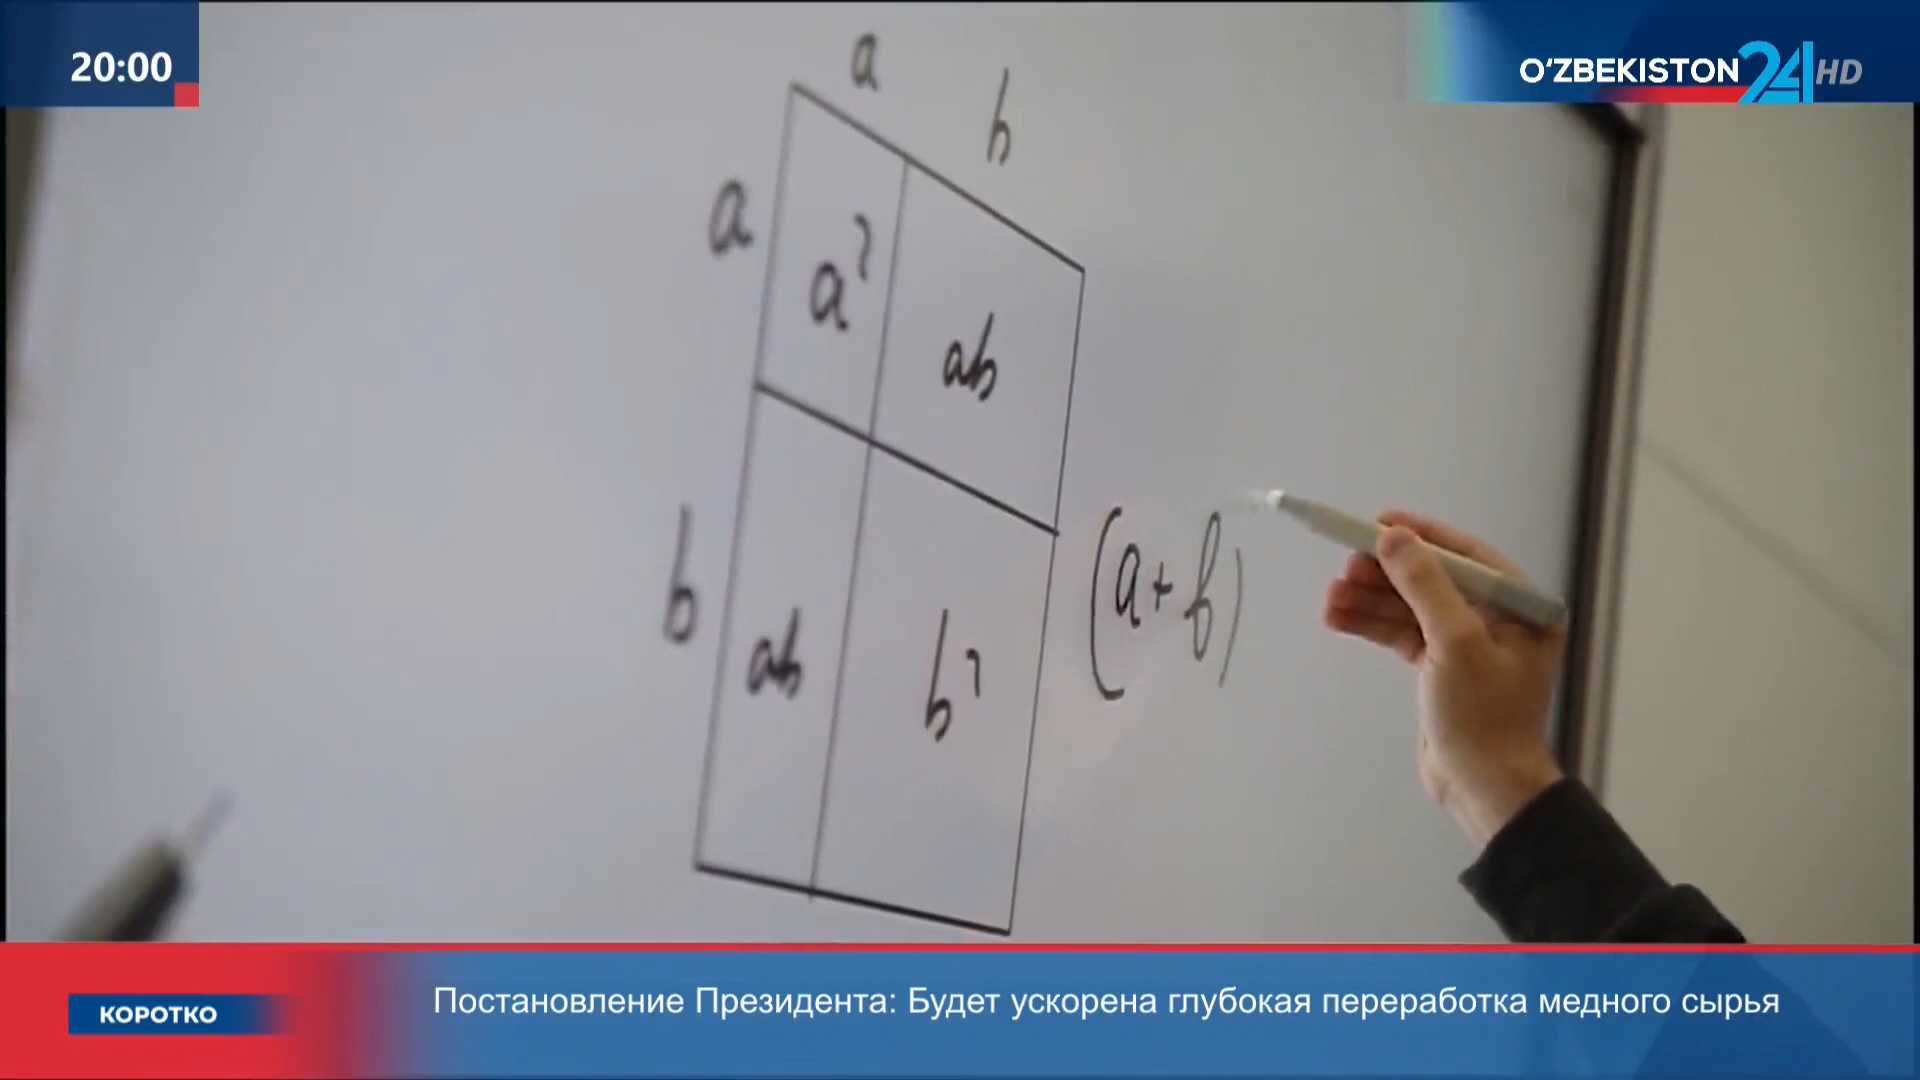 20:00
O‘ZBEKISTON 24 HD
a
b
a
a²
ab
b
ab
b²
(a+b)
КОРОТКО
Постановление Президента: Будет ускорена глубокая переработка медного сырья